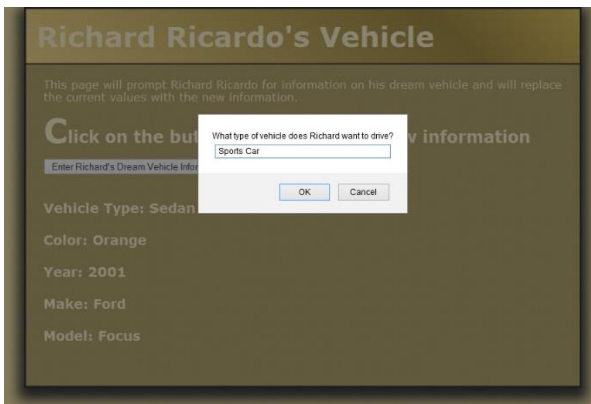 Richard Ricardo's Vehicle
This page will prompt Richard Ricardo for information on his dream vehicle and will replace
the current values with the new information.
Click on the but
v information
What type of vehicle does Richard want to drive?
Sports Car
Enter Richard's Dream Vehicle Infor
OK Cancel
Vehicle Type: Sedan
Color: Orange
Year: 2001
Make: Ford
Model: Focus